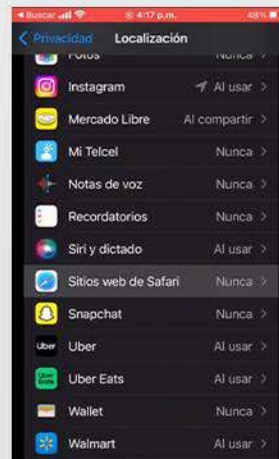 Buscar 4:17 p.m. 48%
Privacidad Localización
Fotos Nunca
Instagram Al usar
Mercado Libre Al compartir
Mi Telcel Nunca
Notas de voz Nunca
Recordatorios Nunca
Siri y dictado Al usar
Sitios web de Safari Nunca
Snapchat Nunca
Uber Uber Al usar
Uber Eats Uber Eats Al usar
Wallet Nunca
Walmart Al usar